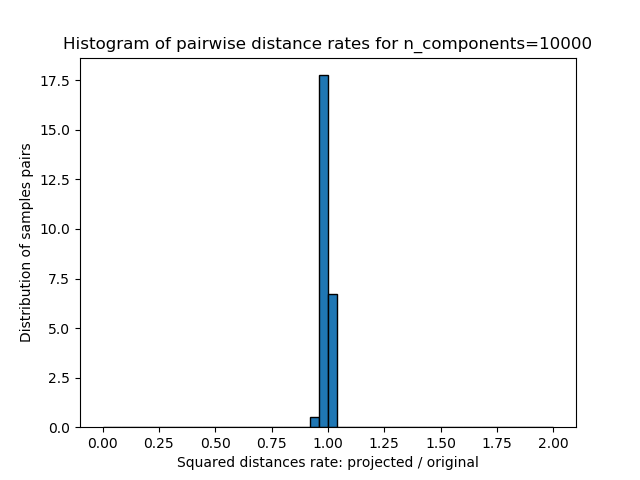 Histogram of pairwise distance rates for n_components=10000
17.5
15.0
12.5
10.0
7.5
5.0
2.5
0.0
Distribution of samples pairs
0.00 0.25 0.50 0.75 1.00 1.25 1.50 1.75 2.00
Squared distances rate: projected / original